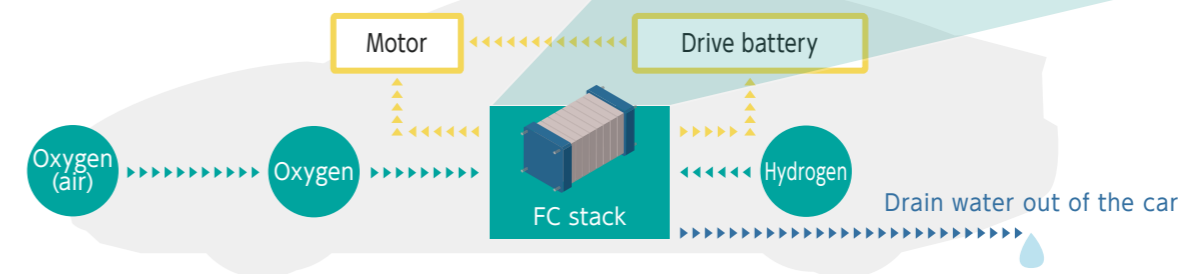 Motor
Drive battery
Oxygen
(air)
Oxygen
Hydrogen
FC stack
Drain water out of the car